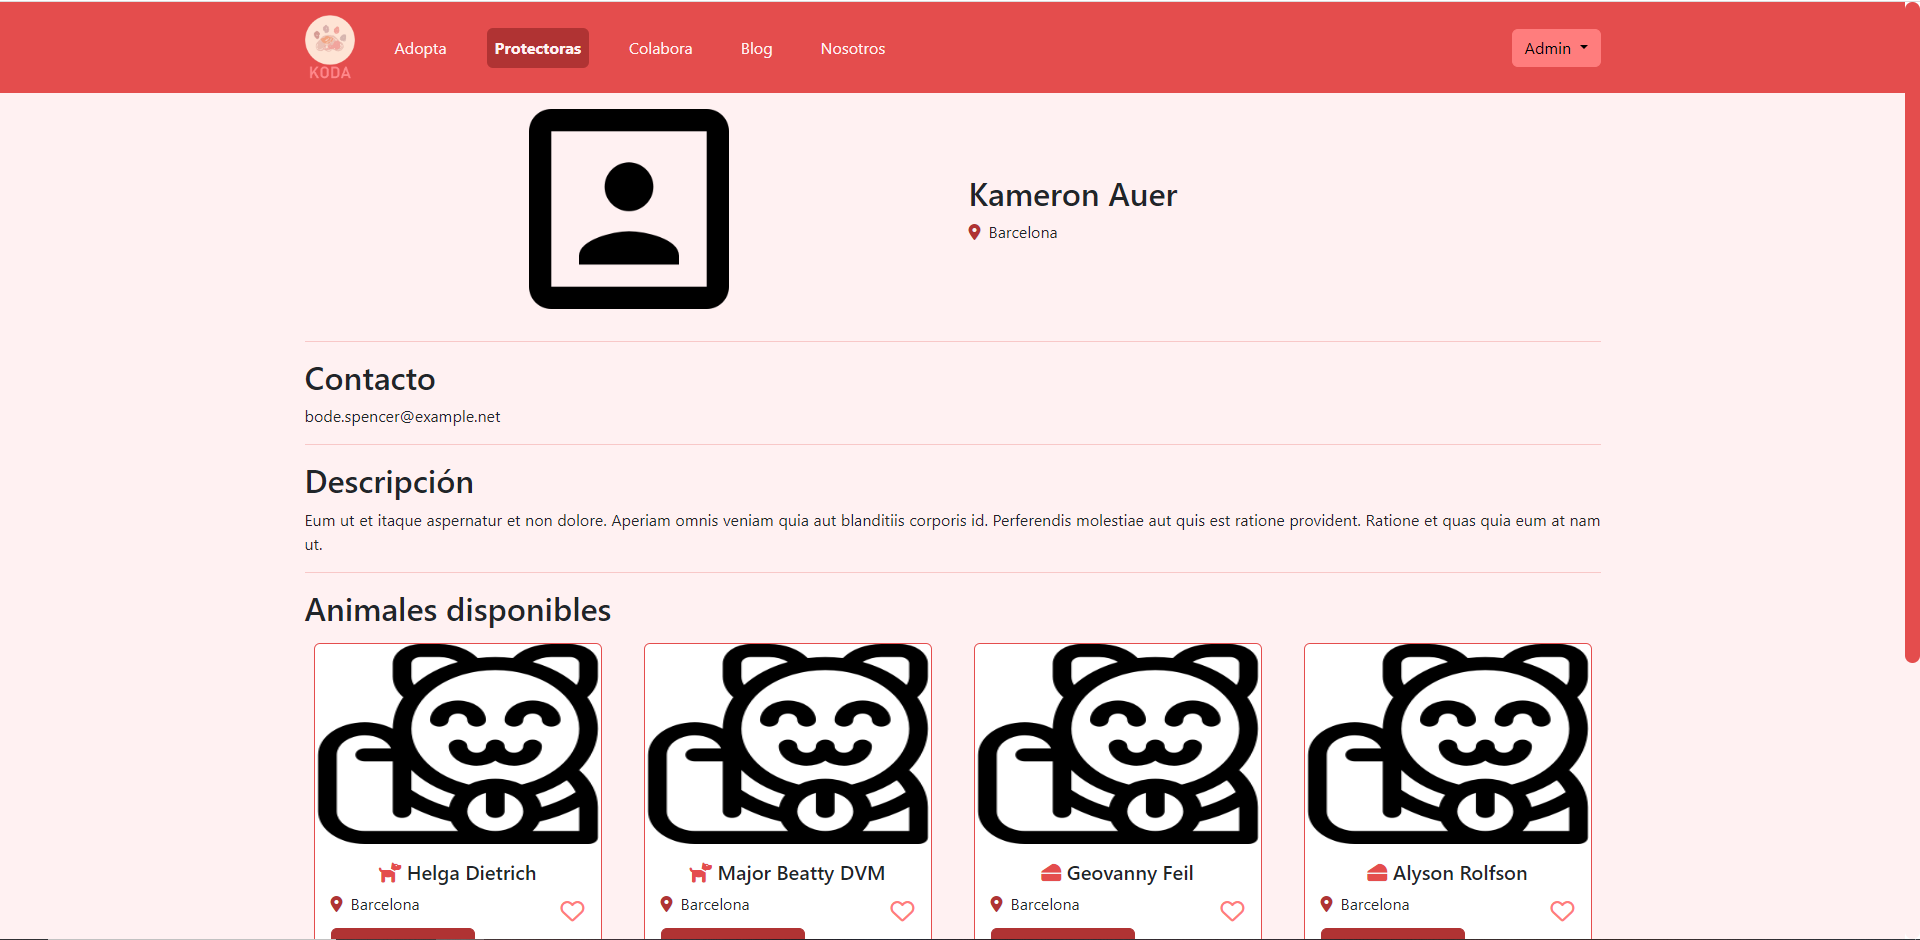 KODA
Adopta
Protectoras
Colabora
Blog
Nosotros
Admin
Kameron Auer
Barcelona
Contacto
bode.spencer@example.net
Descripción
Eum ut et itaque aspernatur et non dolore. Aperiam omnis veniam quia aut blanditiis corporis id. Perferendis molestiae aut quis est ratione provident. Ratione et quas quia eum at nam
ut.
Animales disponibles
Helga Dietrich
Barcelona
Major Beatty DVM
Barcelona
Geovanny Feil
Barcelona
Alyson Rolfson
Barcelona